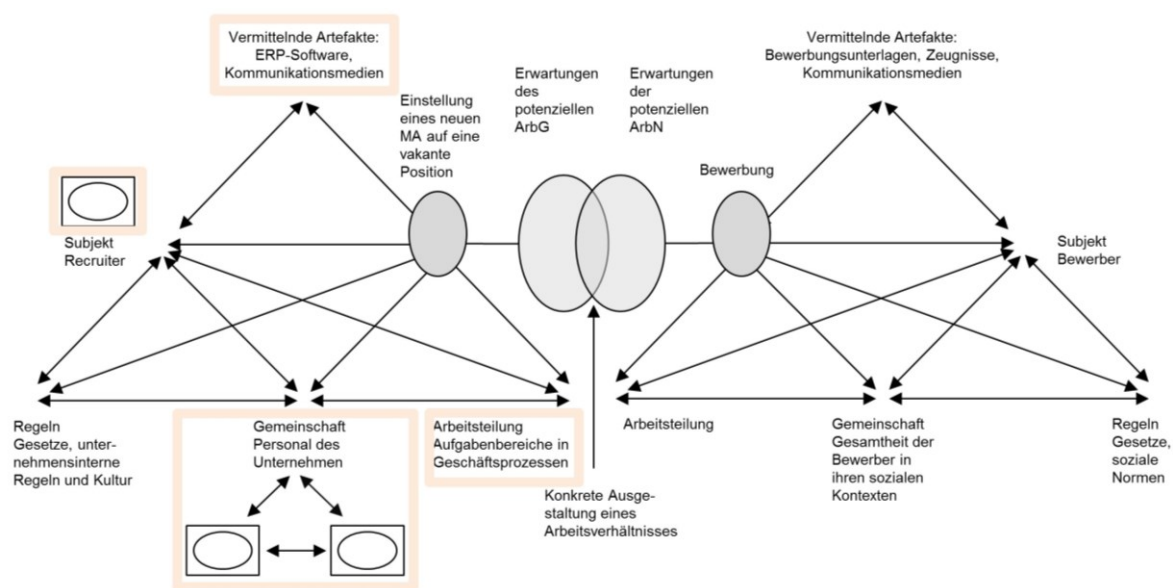 Vermittelnde Artefakte:
ERP-Software,
Kommunikationsmedien
Einstellung
eines neuen
MA auf eine
vakante
Position
Erwartungen
des
potenziellen
ArbG
Erwartungen
der
potenziellen
ArbN
Vermittelnde Artefakte:
Bewerbungsunterlagen, Zeugnisse,
Kommunikationsmedien
Bewerbung
Subjekt
Recruiter
Subjekt
Bewerber
Regeln
Gesetze, unter-
nehmensinterne
Regeln und Kultur
Gemeinschaft
Personal des
Unternehmen
Arbeitsteilung
Aufgabenbereiche in
Geschäftsprozessen
Konkrete Ausge-
staltung eines
Arbeitsverhältnisses
Arbeitsteilung
Gemeinschaft
Gesamtheit der
Bewerber in
ihren sozialen
Kontexten
Regeln
Gesetze,
soziale
Normen